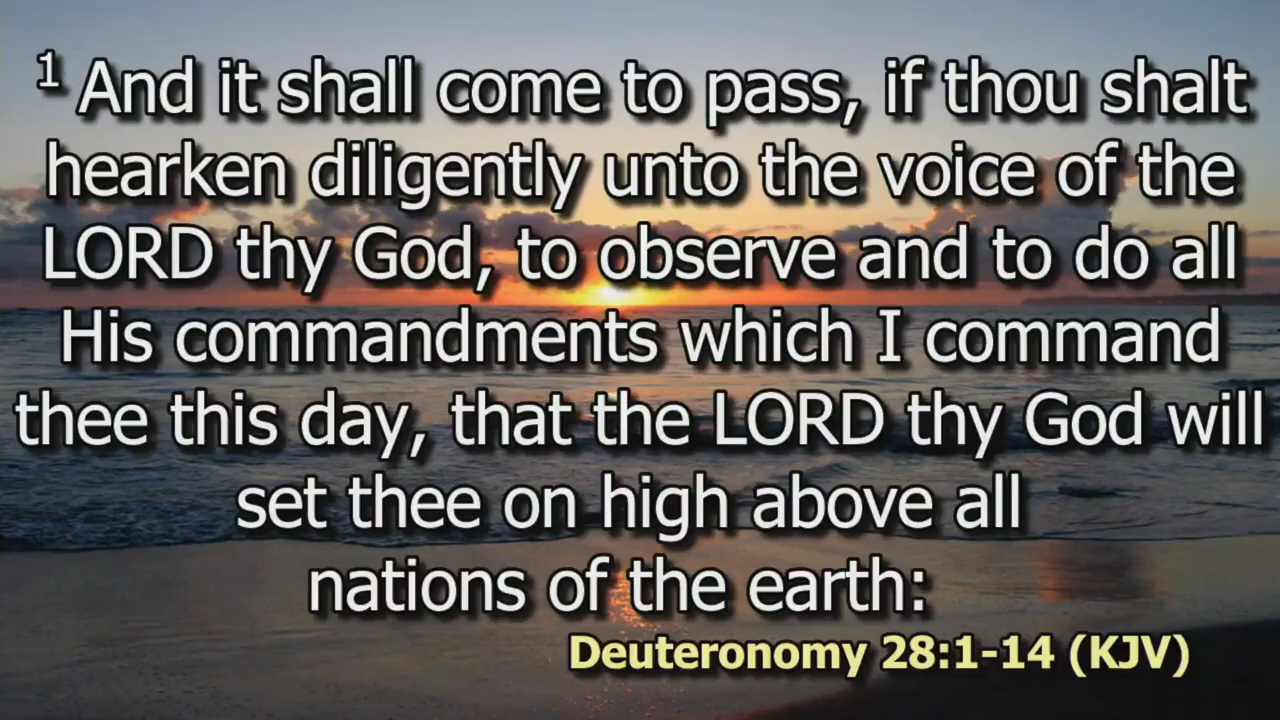 1 And it shall come to pass, if thou shalt
hearken diligently unto the voice of the
LORD thy God, to observe and to do all
His commandments which I command
thee this day, that the LORD thy God will
set thee on high above all
nations of the earth:
Deuteronomy 28:1-14 (KJV)